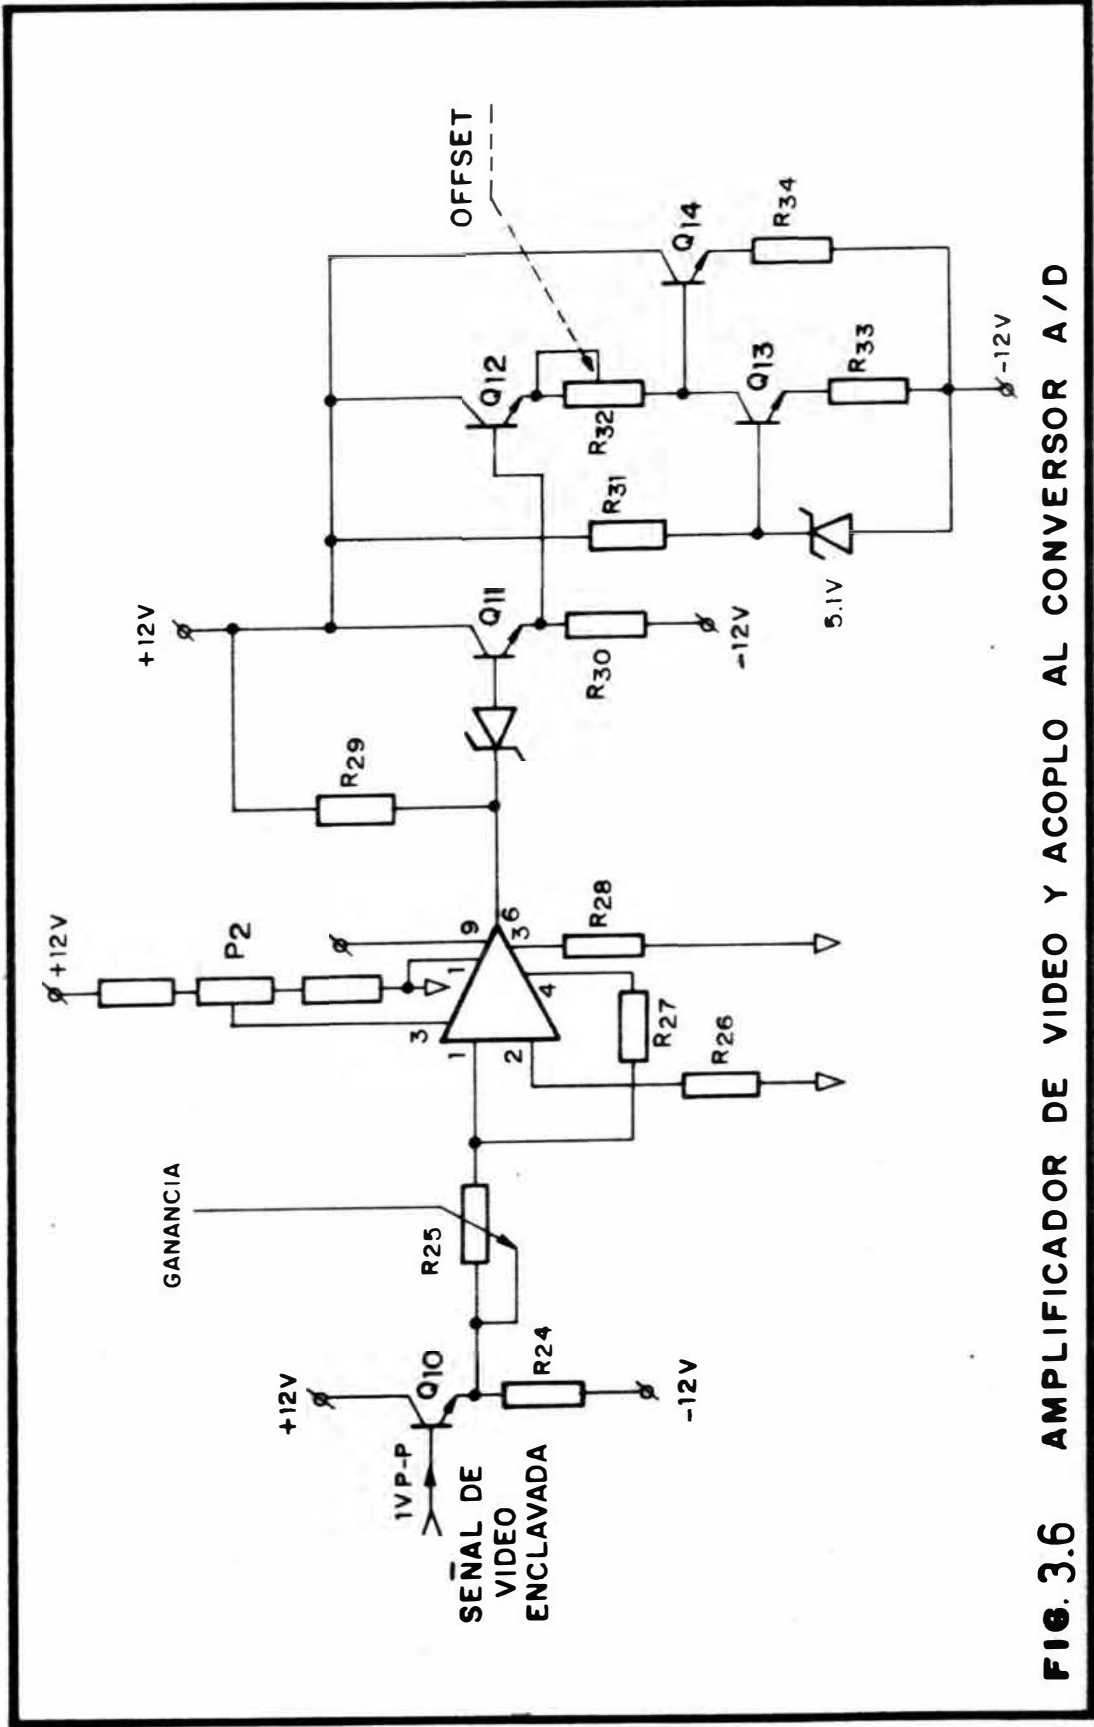 +12V
P2
+12V
OFFSET
GANANCIA
R29
+12V
Q10
1VP-P
SEÑAL DE
VIDEO
ENCLAVADA
R24
-12V
R25
3
1
1
2
9
6
3
4
R28
R27
R26
Q11
R30
-12V
Q12
R32
R31
5.1V
Q13
R33
Q14
R34
-12V
FIG. 3.6 AMPLIFICADOR DE VIDEO Y ACOPLO AL CONVERSOR A/D